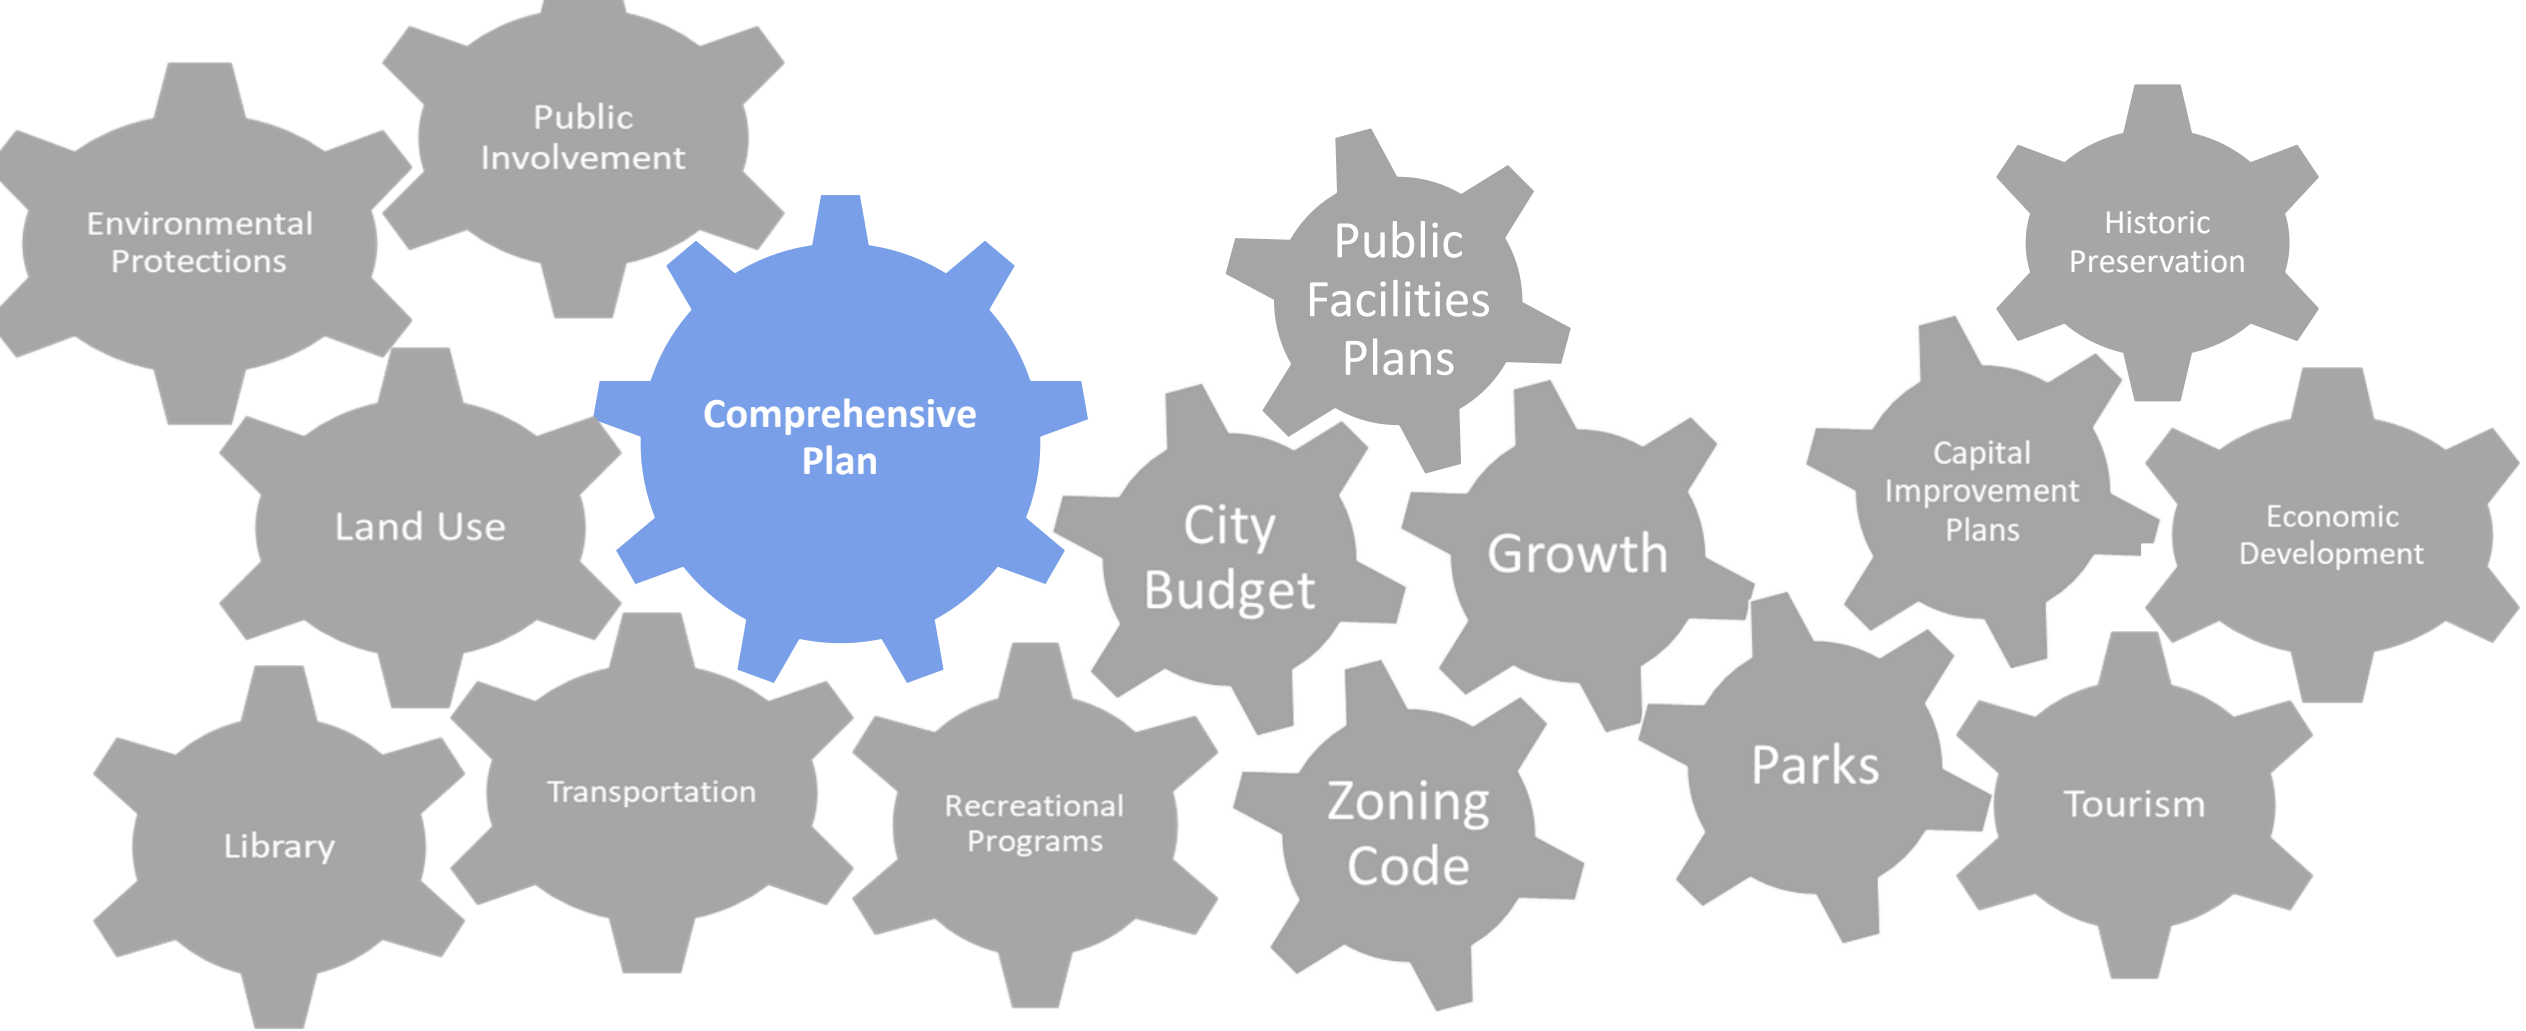 Public
Involvement
Environmental
Protections
Comprehensive
Plan
Land Use
Library
Transportation
Recreational
Programs
Public
Facilities
Plans
City
Budget
Growth
Zoning
Code
Parks
Historic
Preservation
Capital
Improvement
Plans
Economic
Development
Tourism